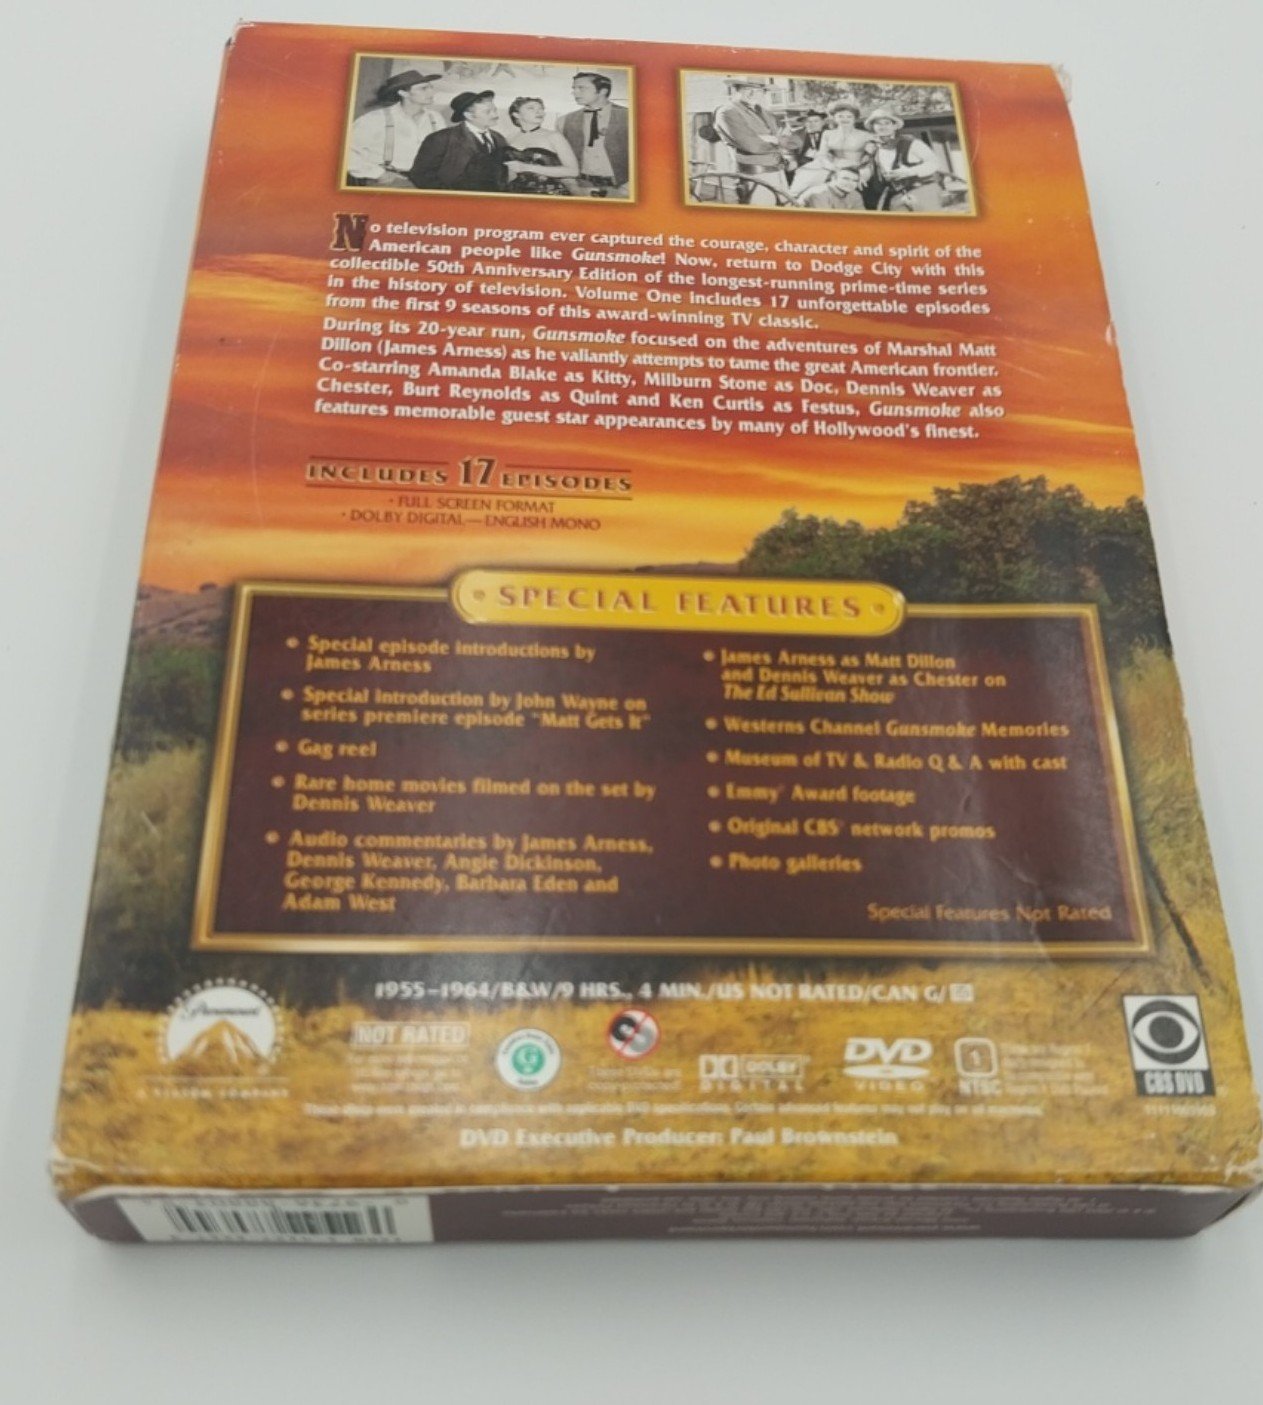 No television program ever captured the courage, character and spirit of the
American people like Gunsmoke! Now, return to Dodge City with this
collectible 50th Anniversary Edition of the longest-running prime-time series
in the history of television. Volume One includes 17 unforgettable episodes
from the first 9 seasons of this award-winning TV classic.
During its 20-year run, Gunsmoke focused on the adventures of Marshal Matt
Dillon (James Arness) as he valiantly attempts to tame the great American frontier.
Co-starring Amanda Blake as Kitty, Milburn Stone as Doc, Dennis Weaver as
Chester, Burt Reynolds as Quint and Ken Curtis as Festus, Gunsmoke also
features memorable guest star appearances by many of Hollywood's finest.
INCLUDES 17 EPISODES
• FULL SCREEN FORMAT
• DOLBY DIGITAL—ENGLISH MONO
• SPECIAL FEATURES •
• Special episode introductions by
James Arness
• Special introduction by John Wayne on
series premiere episode "Matt Gets It"
• Gag reel
• Rare home movies filmed on the set by
Dennis Weaver
• Audio commentaries by James Arness,
Dennis Weaver, Angie Dickinson,
George Kennedy, Barbara Eden and
Adam West
• James Arness as Matt Dillon
and Dennis Weaver as Chester on
The Ed Sullivan Show
• Westerns Channel Gunsmoke Memories
• Museum of TV & Radio Q & A with cast
• Emmy® Award footage
• Original CBS® network promos
• Photo galleries
Special Features Not Rated
1955–1964/B&W/9 HRS., 4 MIN./US NOT RATED/CAN G/
Paramount
A VIACOM COMPANY
NOT RATED
G
These DVDs are
copy-protected
DOLBY
DIGITAL
DVD
VIDEO
1
NTSC
CBS DVD
DVD Executive Producer: Paul Brownstein